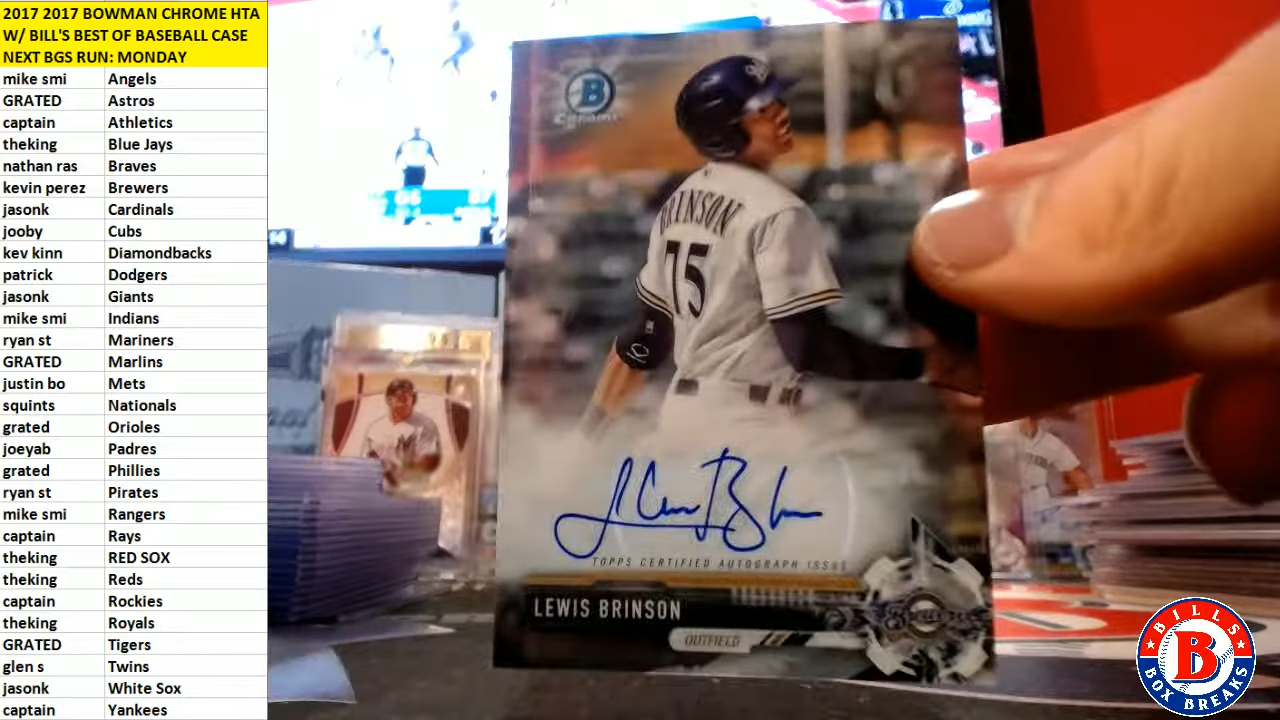 2017 2017 BOWMAN CHROME HTA
W/ BILL'S BEST OF BASEBALL CASE
NEXT BGS RUN: MONDAY
mike smi Angels
GRATED Astros
captain Athletics
theking Blue Jays
nathan ras Braves
kevin perez Brewers
jasonk Cardinals
jooby Cubs
kev kinn Diamondbacks
patrick Dodgers
jasonk Giants
mike smi Indians
ryan st Mariners
GRATED Marlins
justin bo Mets
squints Nationals
grated Orioles
joeyab Padres
grated Phillies
ryan st Pirates
mike smi Rangers
captain Rays
theking RED SOX
theking Reds
captain Rockies
theking Royals
GRATED Tigers
glen s Twins
jasonk White Sox
captain Yankees
B
Chrome
BRINSON
75
TOPPS CERTIFIED AUTOGRAPH ISSUE
LEWIS BRINSON
OUTFIELD
Brewers
BILLS
B
BOX BREAKS